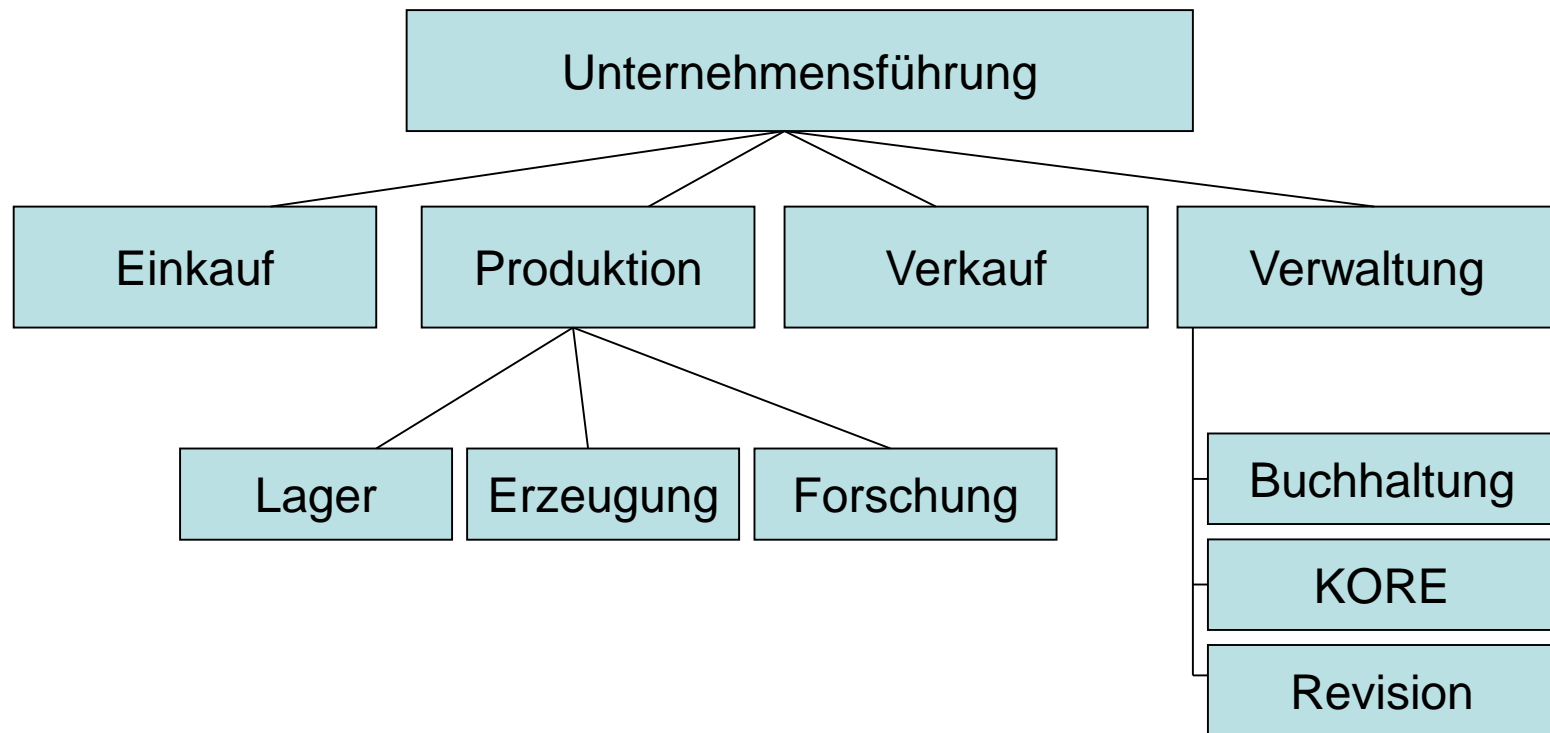 Unternehmensführung
Einkauf
Produktion
Verkauf
Verwaltung
Lager
Erzeugung
Forschung
Buchhaltung
KORE
Revision